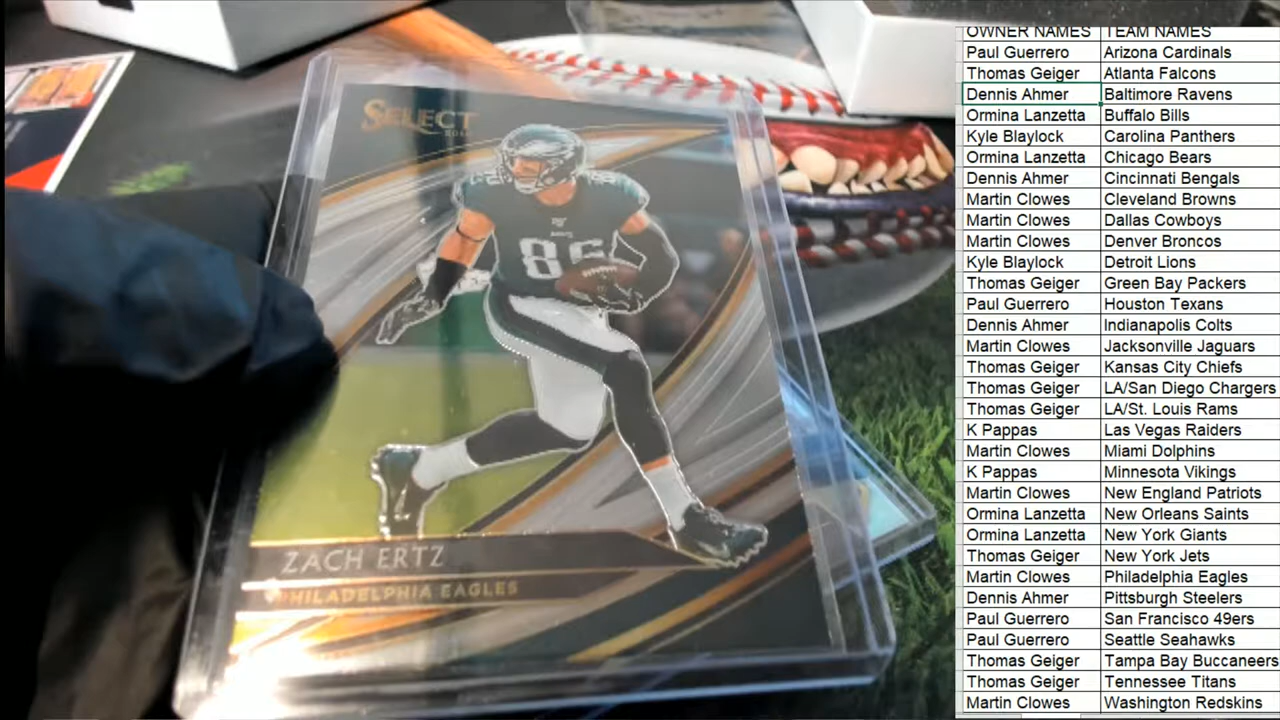 SELECT
86
ZACH ERTZ
PHILADELPHIA EAGLES
OWNER NAMES TEAM NAMES
Paul Guerrero Arizona Cardinals
Thomas Geiger Atlanta Falcons
Dennis Ahmer Baltimore Ravens
Ormina Lanzetta Buffalo Bills
Kyle Blaylock Carolina Panthers
Ormina Lanzetta Chicago Bears
Dennis Ahmer Cincinnati Bengals
Martin Clowes Cleveland Browns
Martin Clowes Dallas Cowboys
Martin Clowes Denver Broncos
Kyle Blaylock Detroit Lions
Thomas Geiger Green Bay Packers
Paul Guerrero Houston Texans
Dennis Ahmer Indianapolis Colts
Martin Clowes Jacksonville Jaguars
Thomas Geiger Kansas City Chiefs
Thomas Geiger LA/San Diego Chargers
Thomas Geiger LA/St. Louis Rams
K Pappas Las Vegas Raiders
Martin Clowes Miami Dolphins
K Pappas Minnesota Vikings
Martin Clowes New England Patriots
Ormina Lanzetta New Orleans Saints
Ormina Lanzetta New York Giants
Thomas Geiger New York Jets
Martin Clowes Philadelphia Eagles
Dennis Ahmer Pittsburgh Steelers
Paul Guerrero San Francisco 49ers
Paul Guerrero Seattle Seahawks
Thomas Geiger Tampa Bay Buccaneers
Thomas Geiger Tennessee Titans
Martin Clowes Washington Redskins